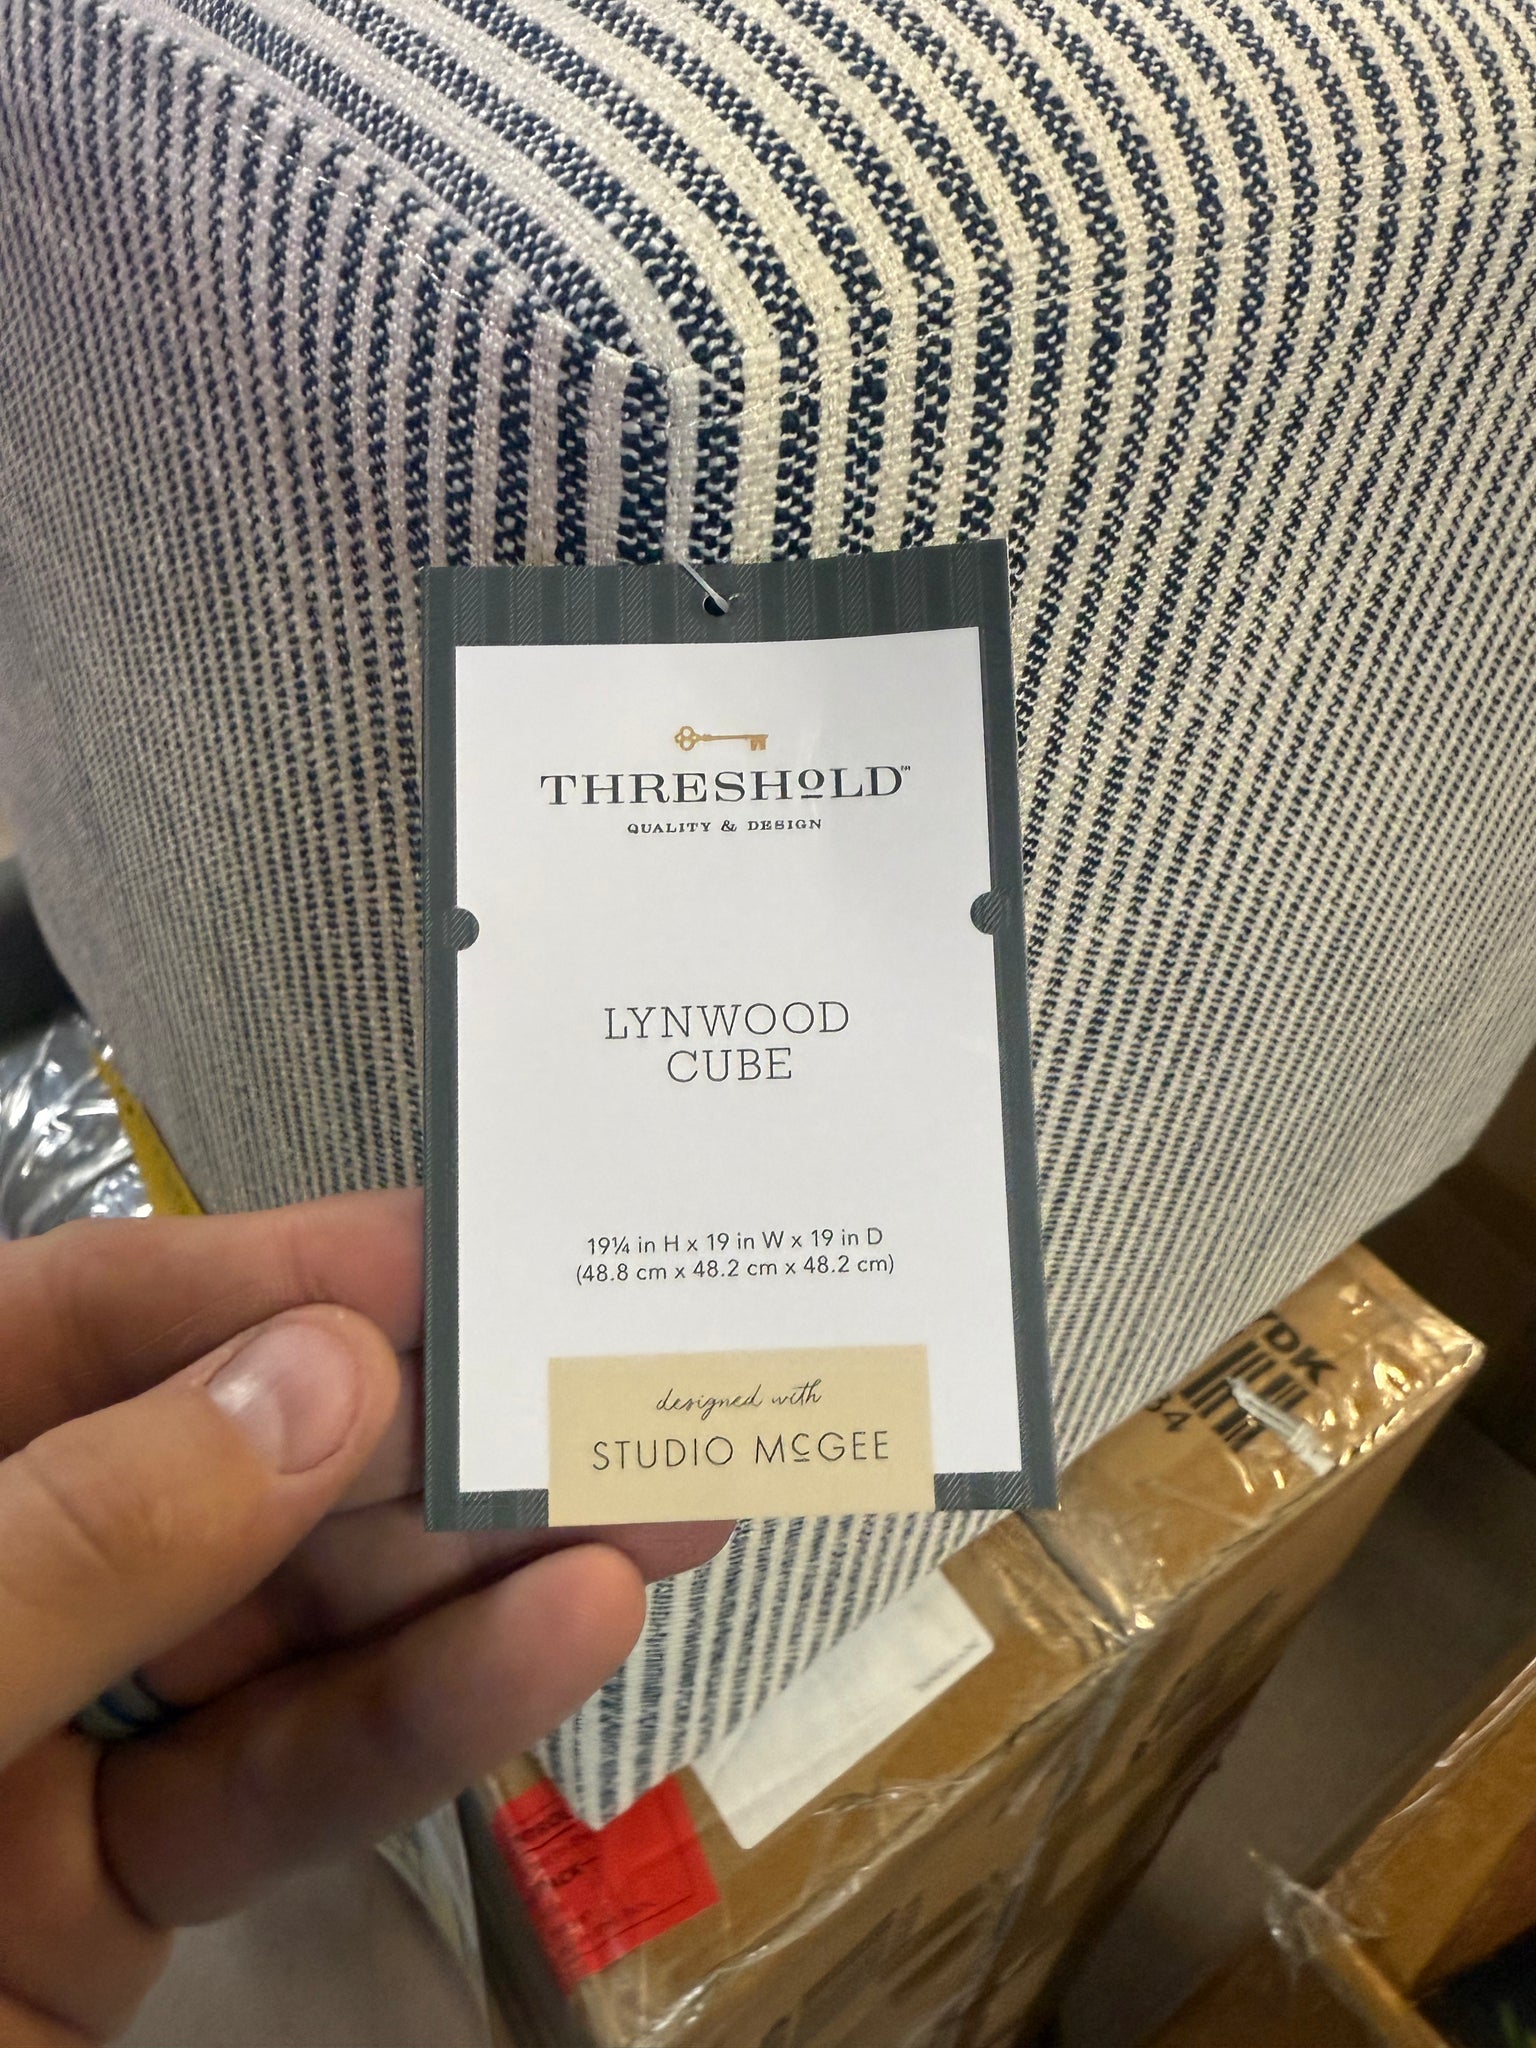 THRESHOLD™
QUALITY & DESIGN
LYNWOOD
CUBE
19¼ in H x 19 in W x 19 in D
(48.8 cm x 48.2 cm x 48.2 cm)
designed with
STUDIO McGEE